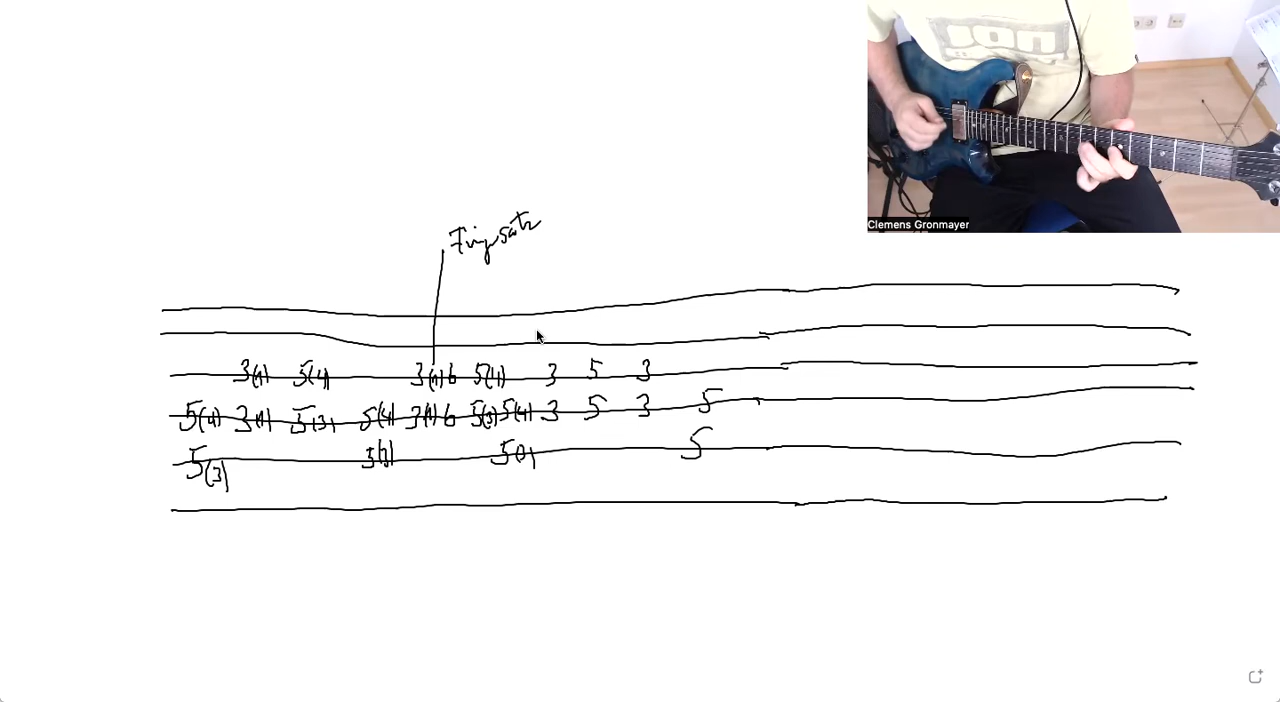 JON
Clemens Gronmayer
Fingersatz
3(1) 5(4) 3(1) 6 5(4) 3 5 3
5(4) 3(1) 5(3) 5(4) 3(1) 6 5(3) 5(4) 3 5 3 5
5(3) 5(3) 5(3) 5